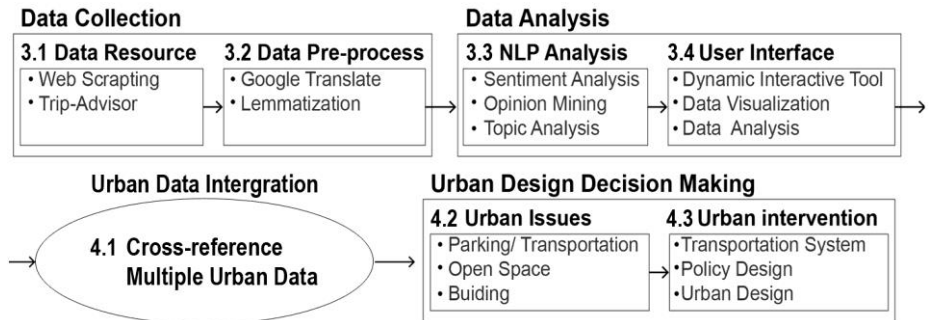 Data Collection
3.1 Data Resource
• Web Scrapting
• Trip-Advisor
3.2 Data Pre-process
• Google Translate
• Lemmatization
Data Analysis
3.3 NLP Analysis
• Sentiment Analysis
• Opinion Mining
• Topic Analysis
3.4 User Interface
• Dynamic Interactive Tool
• Data Visualization
• Data Analysis
Urban Data Intergration
4.1 Cross-reference
Multiple Urban Data
Urban Design Decision Making
4.2 Urban Issues
• Parking/ Transportation
• Open Space
• Buiding
4.3 Urban intervention
• Transportation System
• Policy Design
• Urban Design